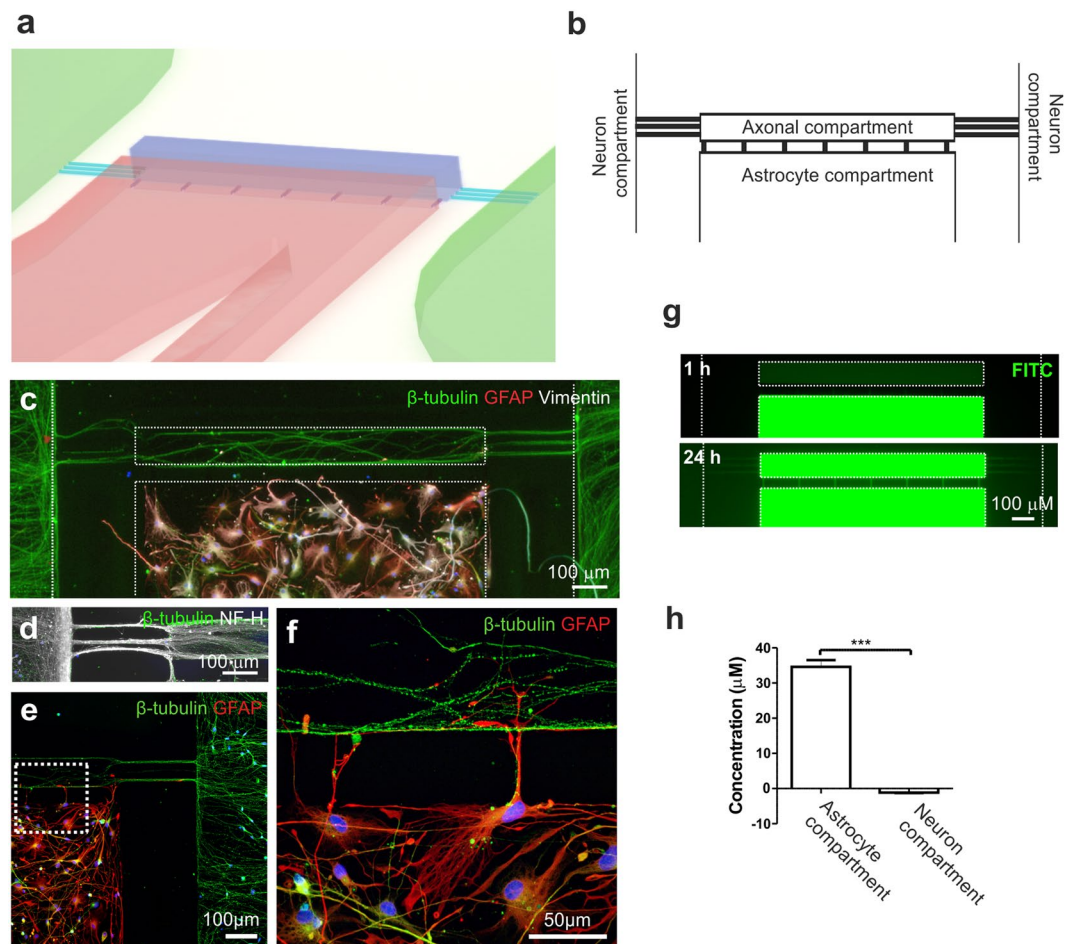 a
b
Neuron
compartment
Axonal compartment
Astrocyte compartment
Neuron
compartment
g
1 h
FITC
24 h
100 µM
c
β-tubulin GFAP Vimentin
100 µm
d
β-tubulin NF-H
100 µm
e
β-tubulin GFAP
100µm
f
β-tubulin GFAP
50µm
h
***
Concentration (µM)
40
30
20
10
0
-10
Astrocyte
compartment
Neuron
compartment